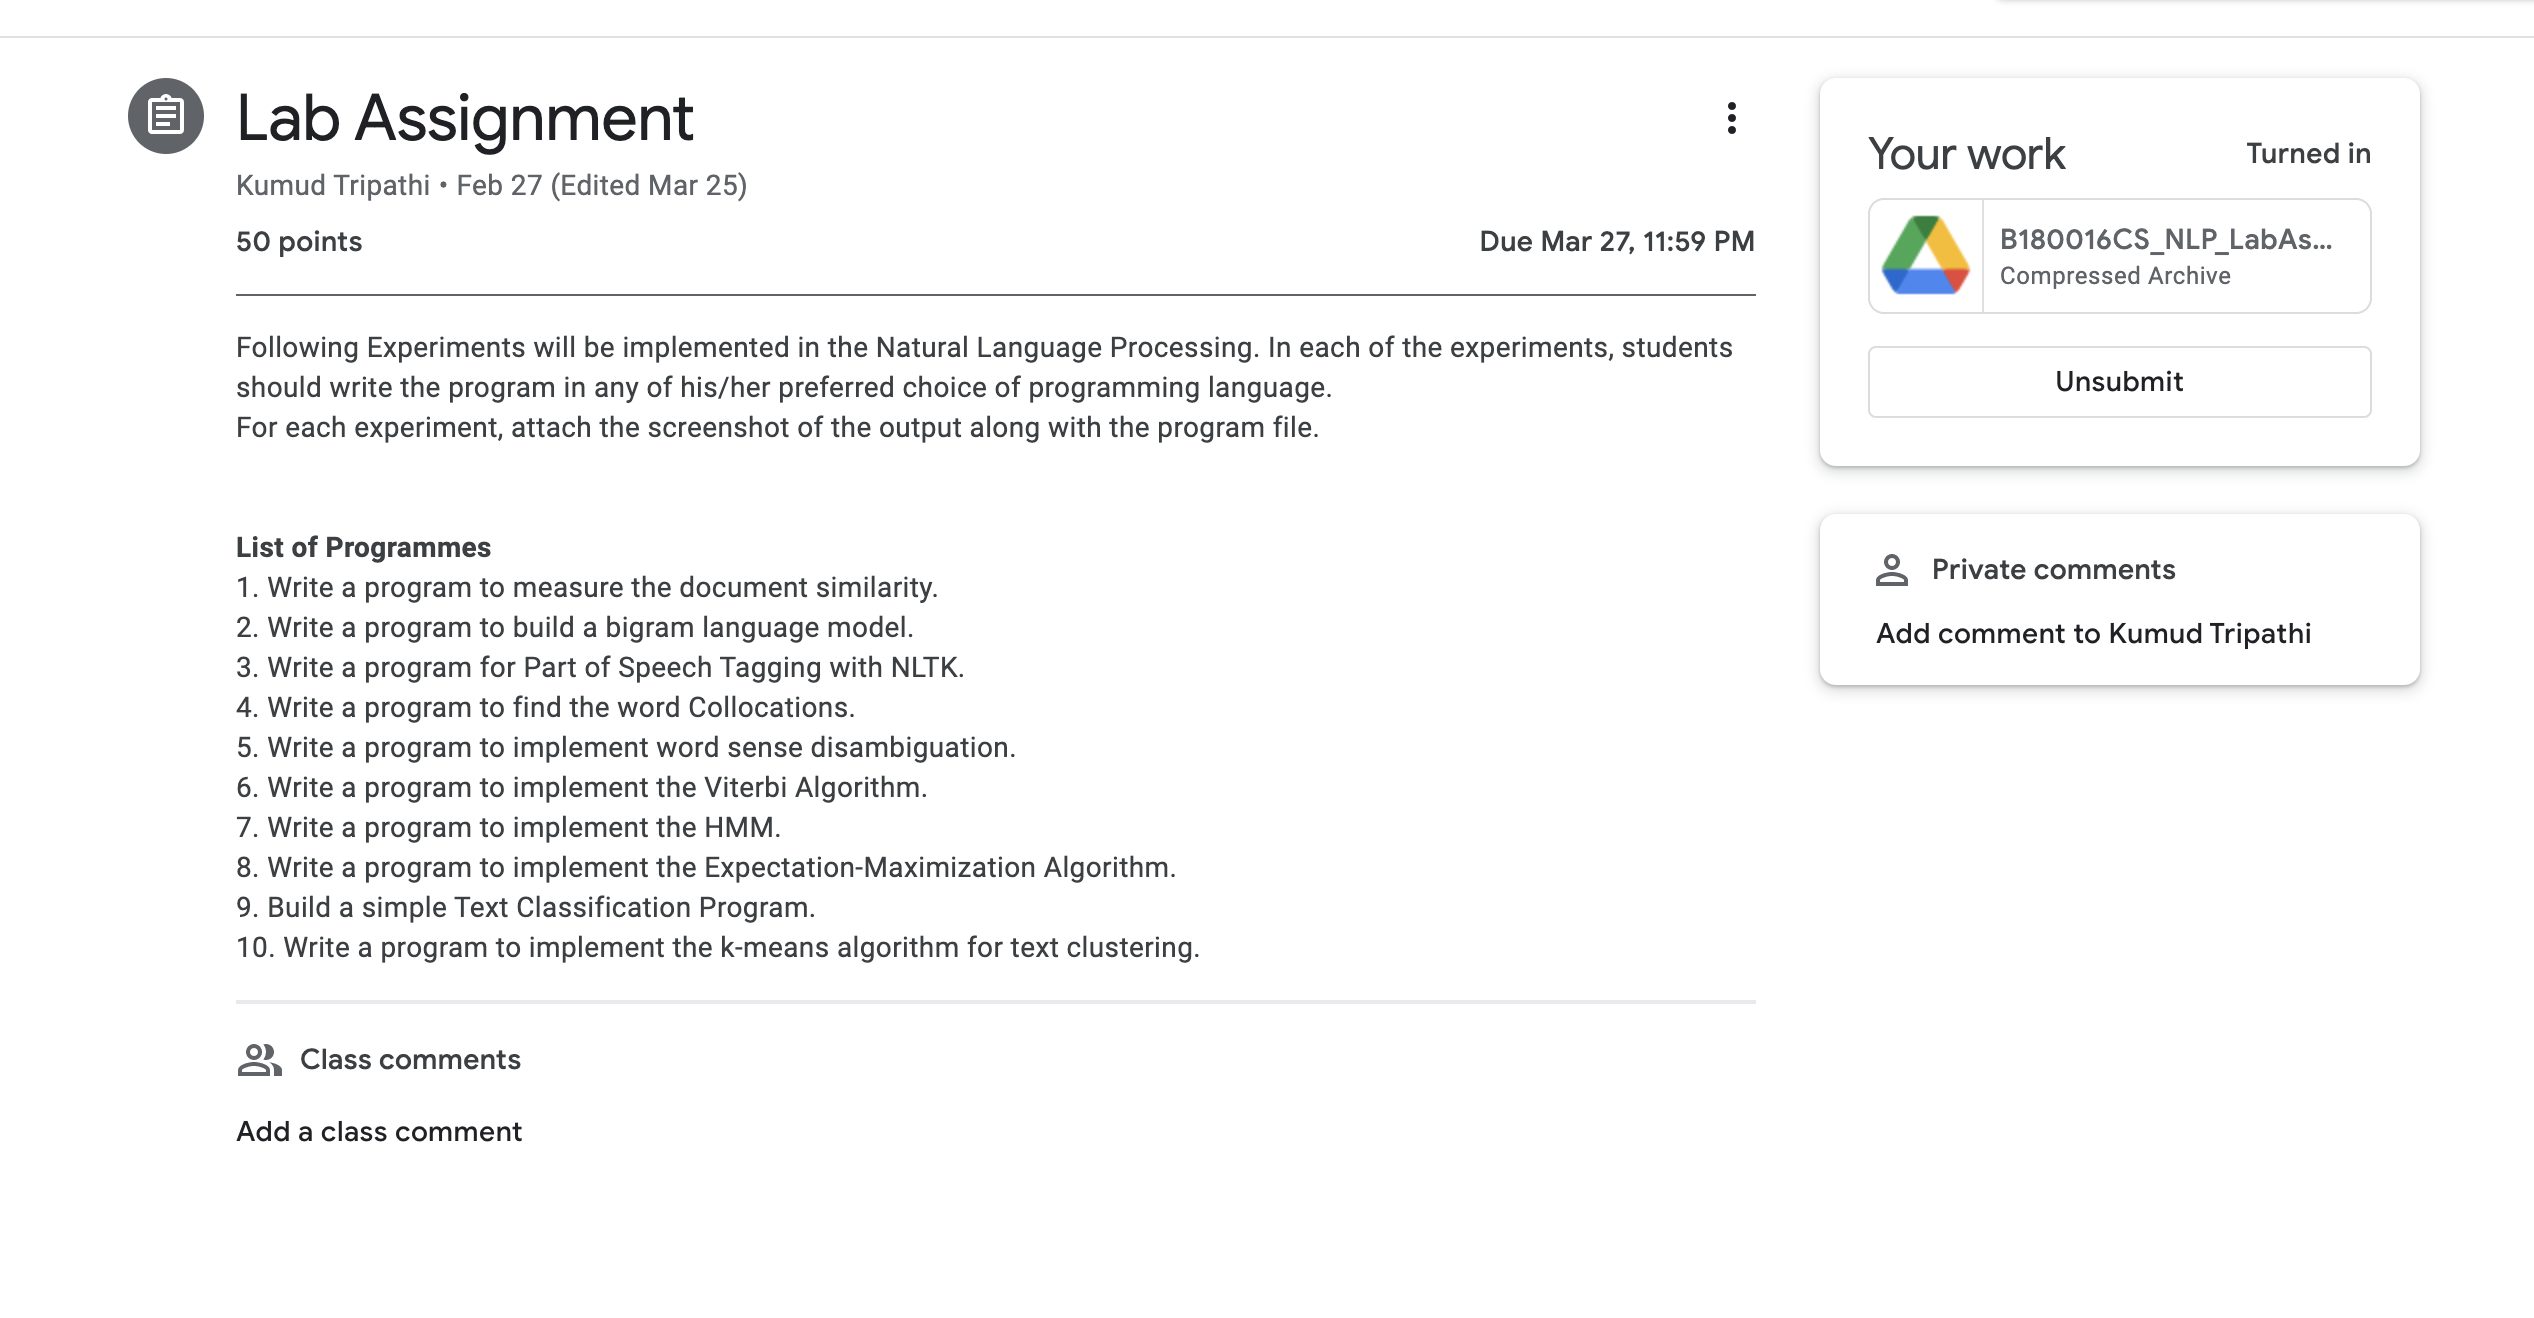 Lab Assignment
Kumud Tripathi • Feb 27 (Edited Mar 25)
50 points
Due Mar 27, 11:59 PM
Following Experiments will be implemented in the Natural Language Processing. In each of the experiments, students
should write the program in any of his/her preferred choice of programming language.
For each experiment, attach the screenshot of the output along with the program file.
List of Programmes
1. Write a program to measure the document similarity.
2. Write a program to build a bigram language model.
3. Write a program for Part of Speech Tagging with NLTK.
4. Write a program to find the word Collocations.
5. Write a program to implement word sense disambiguation.
6. Write a program to implement the Viterbi Algorithm.
7. Write a program to implement the HMM.
8. Write a program to implement the Expectation-Maximization Algorithm.
9. Build a simple Text Classification Program.
10. Write a program to implement the k-means algorithm for text clustering.
Class comments
Add a class comment
Your work
Turned in
B180016CS_NLP_LabAs...
Compressed Archive
Unsubmit
Private comments
Add comment to Kumud Tripathi